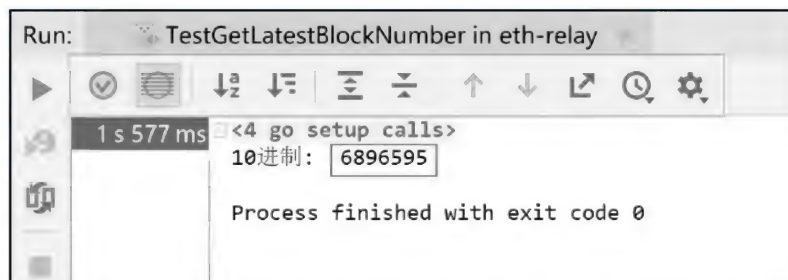 Run: TestGetLatestBlockNumber in eth-relay
1 s 577 ms <4 go setup calls>
10进制: 6896595
Process finished with exit code 0